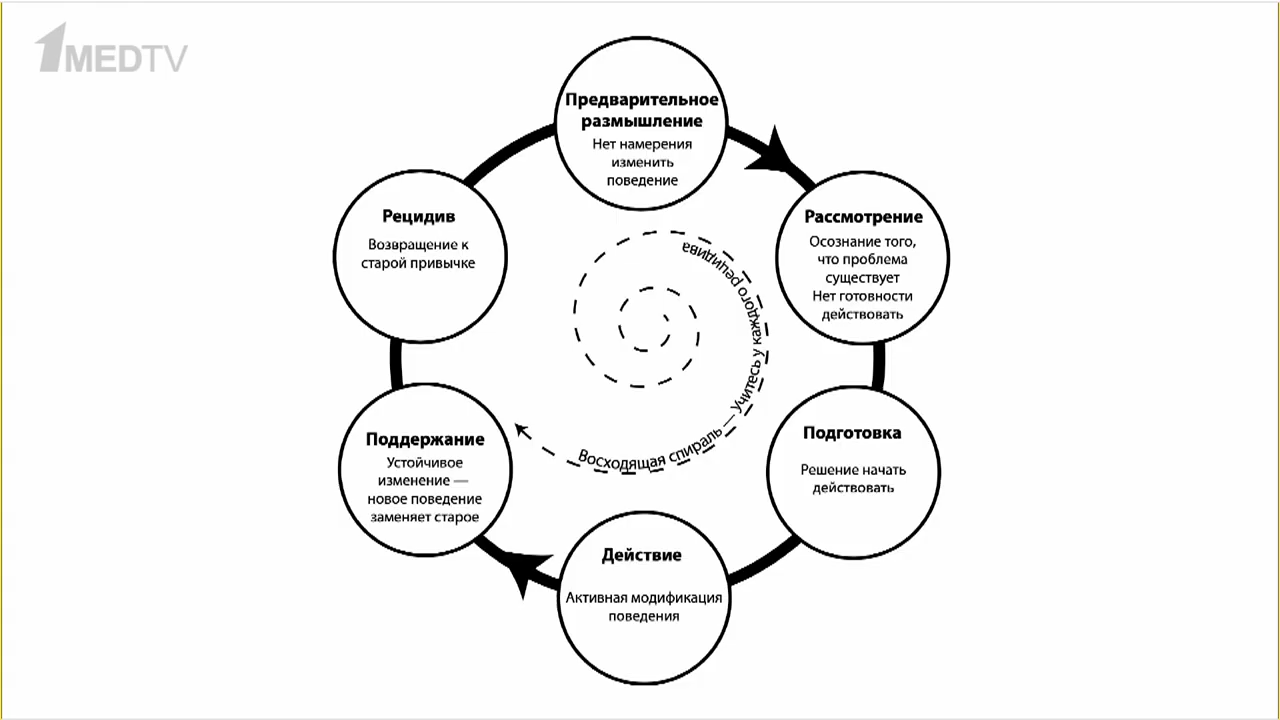 1MEDTV
Предварительное
размышление
Нет намерения
изменить
поведение
Рассмотрение
Осознание того,
что проблема
существует
Нет готовности
действовать
Подготовка
Решение начать
действовать
Действие
Активная модификация
поведения
Поддержание
Устойчивое
изменение —
новое поведение
заменяет старое
Рецидив
Возвращение к
старой привычке
Восходящая спираль — Учитесь у каждого рецидива